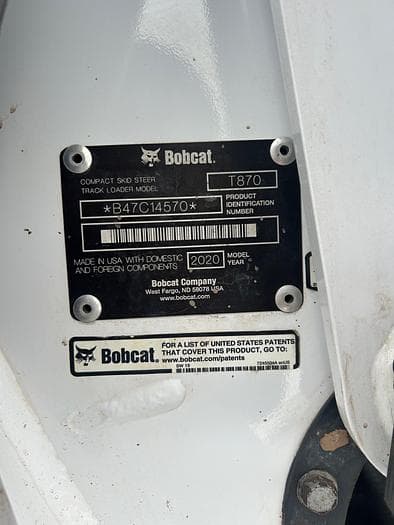 Bobcat.
COMPACT SKID STEER
TRACK LOADER MODEL
T870
*B47C14570*
PRODUCT
IDENTIFICATION
NUMBER
MADE IN USA WITH DOMESTIC
AND FOREIGN COMPONENTS
2020
MODEL
YEAR
Bobcat Company
West Fargo, ND 58078 USA
www.bobcat.com
Bobcat.
FOR A LIST OF UNITED STATES PATENTS
THAT COVER THIS PRODUCT, GO TO:
www.bobcat.com/patents